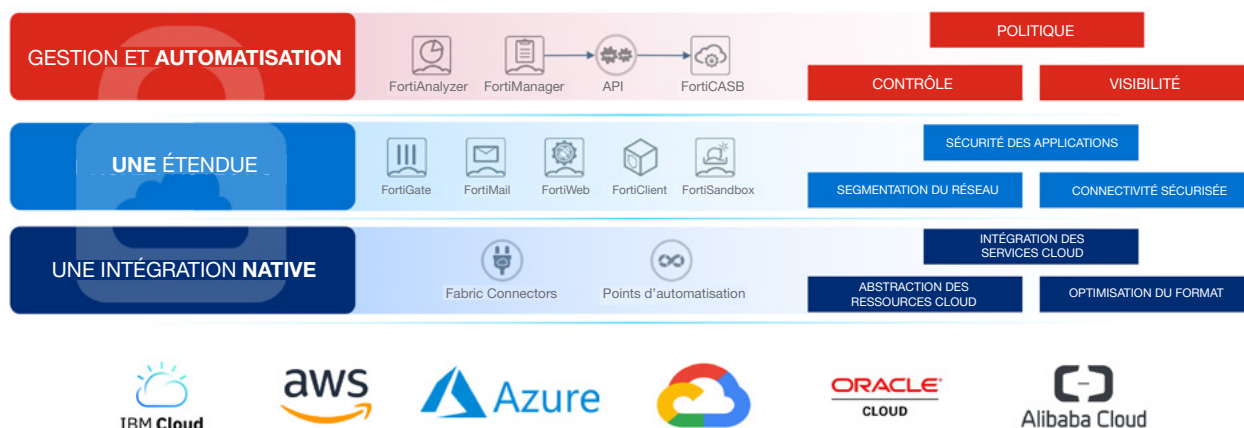 GESTION ET AUTOMATISATION
FortiAnalyzer
FortiManager
API
FortiCASB
POLITIQUE
CONTRÔLE
VISIBILITÉ
UNE ÉTENDUE
FortiGate
FortiMail
FortiWeb
FortiClient
FortiSandbox
SÉCURITÉ DES APPLICATIONS
SEGMENTATION DU RÉSEAU
CONNECTIVITÉ SÉCURISÉE
UNE INTÉGRATION NATIVE
Fabric Connectors
Points d'automatisation
INTÉGRATION DES
SERVICES CLOUD
ABSTRACTION DES
RESSOURCES CLOUD
OPTIMISATION DU FORMAT
IBM Cloud
aws
Azure
ORACLE
CLOUD
Alibaba Cloud